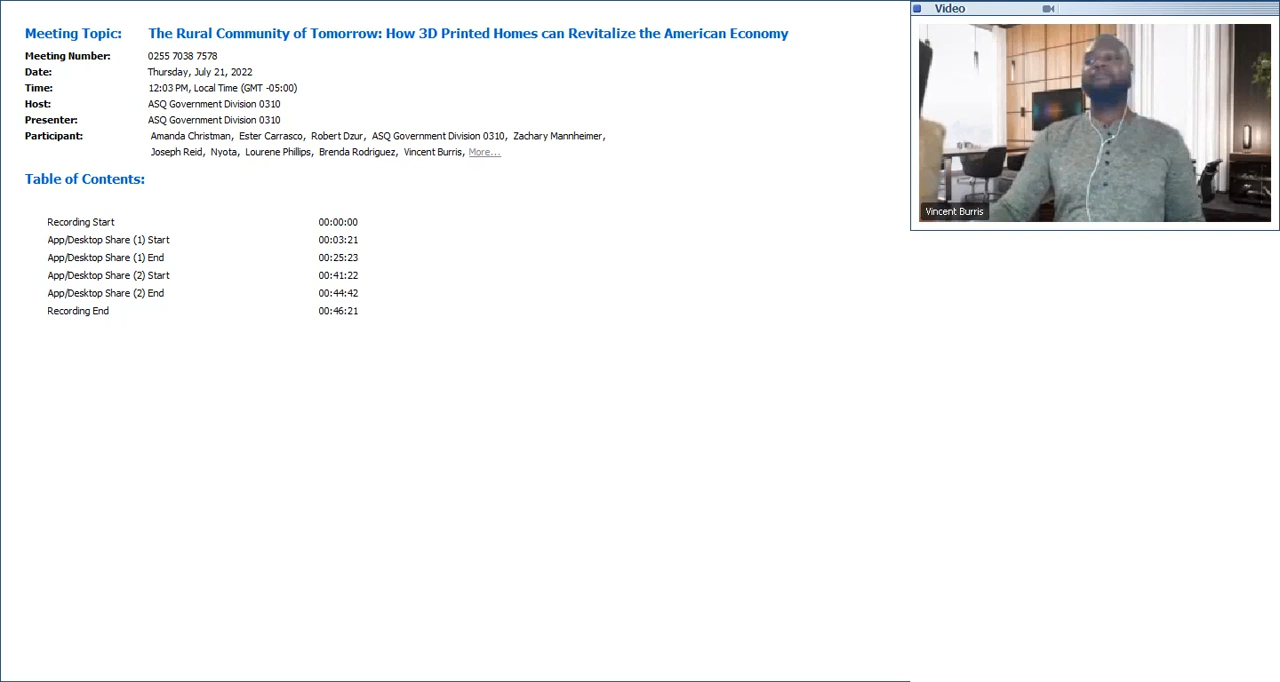 Meeting Topic: The Rural Community of Tomorrow: How 3D Printed Homes can Revitalize the American Economy
Meeting Number: 0255 7038 7578
Date: Thursday, July 21, 2022
Time: 12:03 PM, Local Time (GMT -05:00)
Host: ASQ Government Division 0310
Presenter: ASQ Government Division 0310
Participant: Amanda Christman, Ester Carrasco, Robert Dzur, ASQ Government Division 0310, Zachary Mannheimer,
Joseph Reid, Nyota, Lourene Phillips, Brenda Rodriguez, Vincent Burris, More...
Table of Contents:
Recording Start 00:00:00
App/Desktop Share (1) Start 00:03:21
App/Desktop Share (1) End 00:25:23
App/Desktop Share (2) Start 00:41:22
App/Desktop Share (2) End 00:44:42
Recording End 00:46:21
Video
Vincent Burris